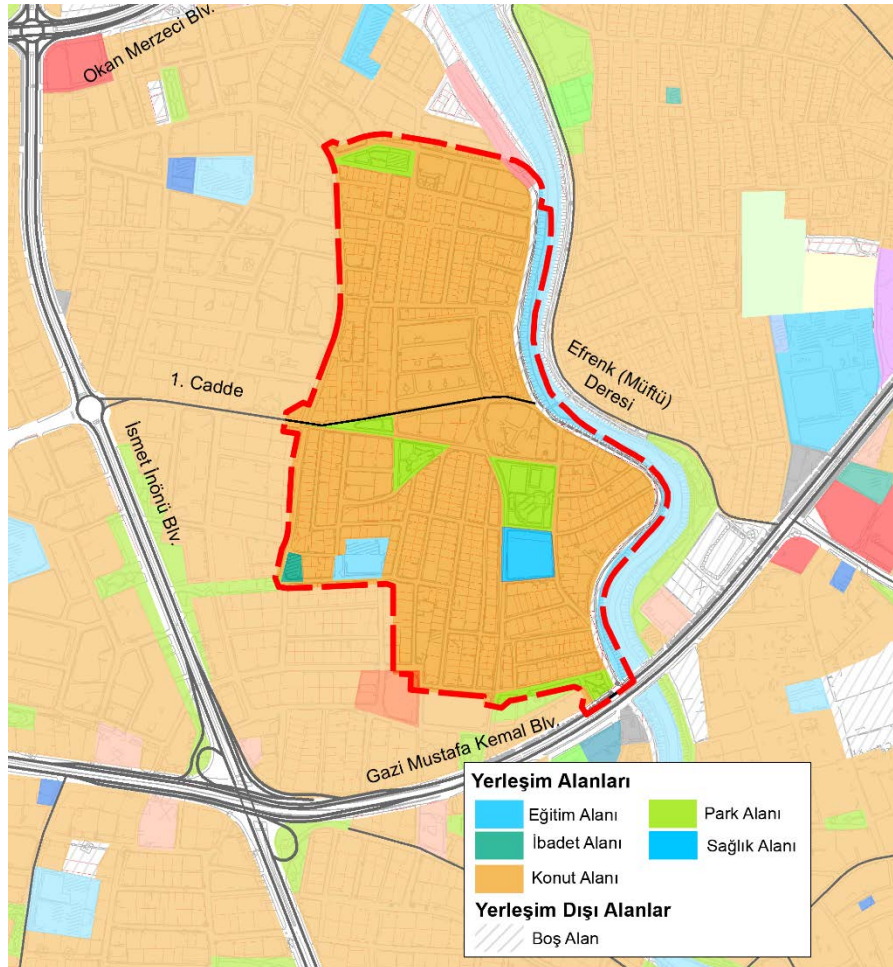 Okan Merzeci Blv.
1. Cadde
Efrenk (Müftü)
Deresi
İsmet İnönü Blv.
Gazi Mustafa Kemal Blv.
Yerleşim Alanları
Eğitim Alanı
Park Alanı
İbadet Alanı
Sağlık Alanı
Konut Alanı
Yerleşim Dışı Alanlar
Boş Alan